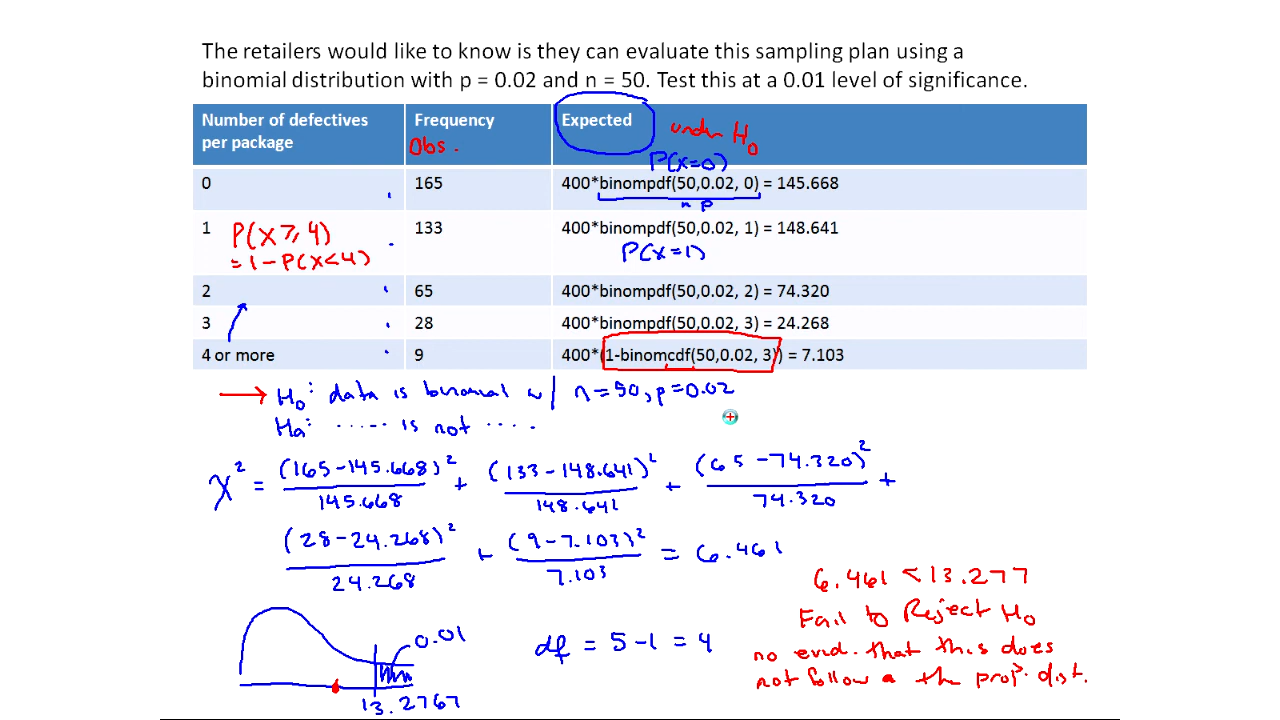 The retailers would like to know is they can evaluate this sampling plan using a
binomial distribution with p = 0.02 and n = 50. Test this at a 0.01 level of significance.
Number of defectives per package Frequency Expected
Obs. under H₀
P(X=0)
0 165 400*binompdf(50,0.02, 0) = 145.668
n p
1 133 400*binompdf(50,0.02, 1) = 148.641
P(X⩾4)
=1-P(X<4)
P(X=1)
2 65 400*binompdf(50,0.02, 2) = 74.320
3 28 400*binompdf(50,0.02, 3) = 24.268
4 or more 9 400*(1-binomcdf(50,0.02, 3)) = 7.103
→ H₀: data is binomial w/ n=50, p=0.02
Ha: ..... is not ....
χ² = (165-145.668)²/145.668 + (133-148.641)²/148.641 + (65-74.320)²/74.320 +
(28-24.268)²/24.268 + (9-7.103)²/7.103 = 6.461
0.01
13.2767
df = 5-1 = 4
6.461 < 13.277
Fail to Reject H₀
no evid. that this does
not follow a the prop. dist.